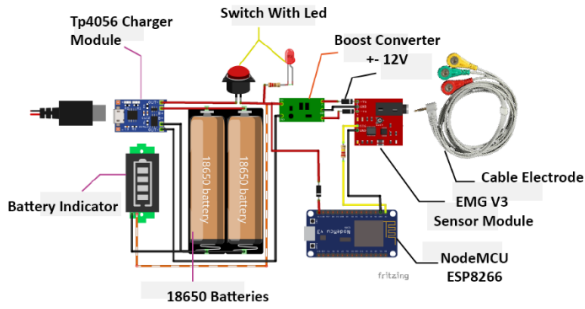 Switch With Led
Tp4056 Charger
Module
Boost Converter
+- 12V
18650 battery
18650 battery
Cable Electrode
Battery Indicator
EMG V3
Sensor Module
NodeMCU
ESP8266
fritzing
18650 Batteries